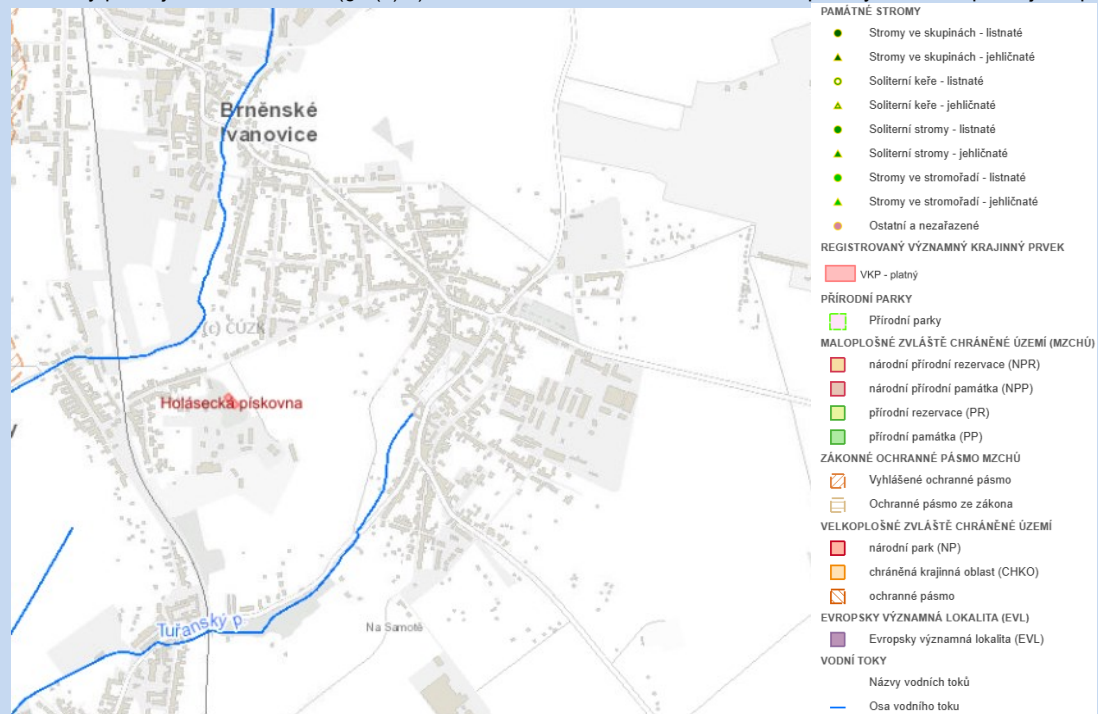 Brněnské
Ivanovice
(c) ČÚZK
Holásecká pískovna
Tuřanský p
Na Samotě
PAMÁTNÉ STROMY
Stromy ve skupinách - listnaté
Stromy ve skupinách - jehličnaté
Soliterní keře - listnaté
Soliterní keře - jehličnaté
Soliterní stromy - listnaté
Soliterní stromy - jehličnaté
Stromy ve stromořadí - listnaté
Stromy ve stromořadí - jehličnaté
Ostatní a nezařazené
REGISTROVANÝ VÝZNAMNÝ KRAJINNÝ PRVEK
VKP - platný
PŘÍRODNÍ PARKY
Přírodní parky
MALOPLOŠNÉ ZVLÁŠTĚ CHRÁNĚNÉ ÚZEMÍ (MZCHÚ)
národní přírodní rezervace (NPR)
národní přírodní památka (NPP)
přírodní rezervace (PR)
přírodní památka (PP)
ZÁKONNÉ OCHRANNÉ PÁSMO MZCHÚ
Vyhlášené ochranné pásmo
Ochranné pásmo ze zákona
VELKOPLOŠNÉ ZVLÁŠTĚ CHRÁNĚNÉ ÚZEMÍ
národní park (NP)
chráněná krajinná oblast (CHKO)
ochranné pásmo
EVROPSKY VÝZNAMNÁ LOKALITA (EVL)
Evropsky významná lokalita (EVL)
VODNÍ TOKY
Názvy vodních toků
Osa vodního toku